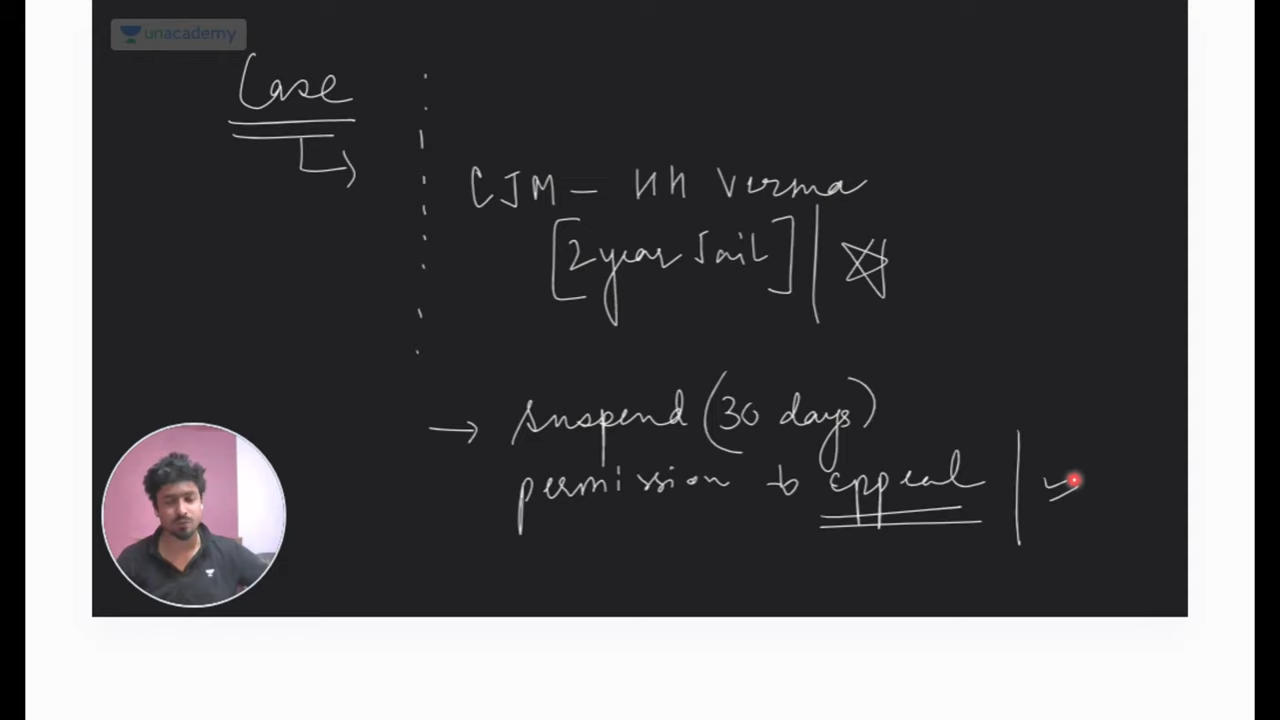 unacademy
Case
CJM - HH Verma
[2 year Jail]
→ suspend (30 days)
permission to appeal